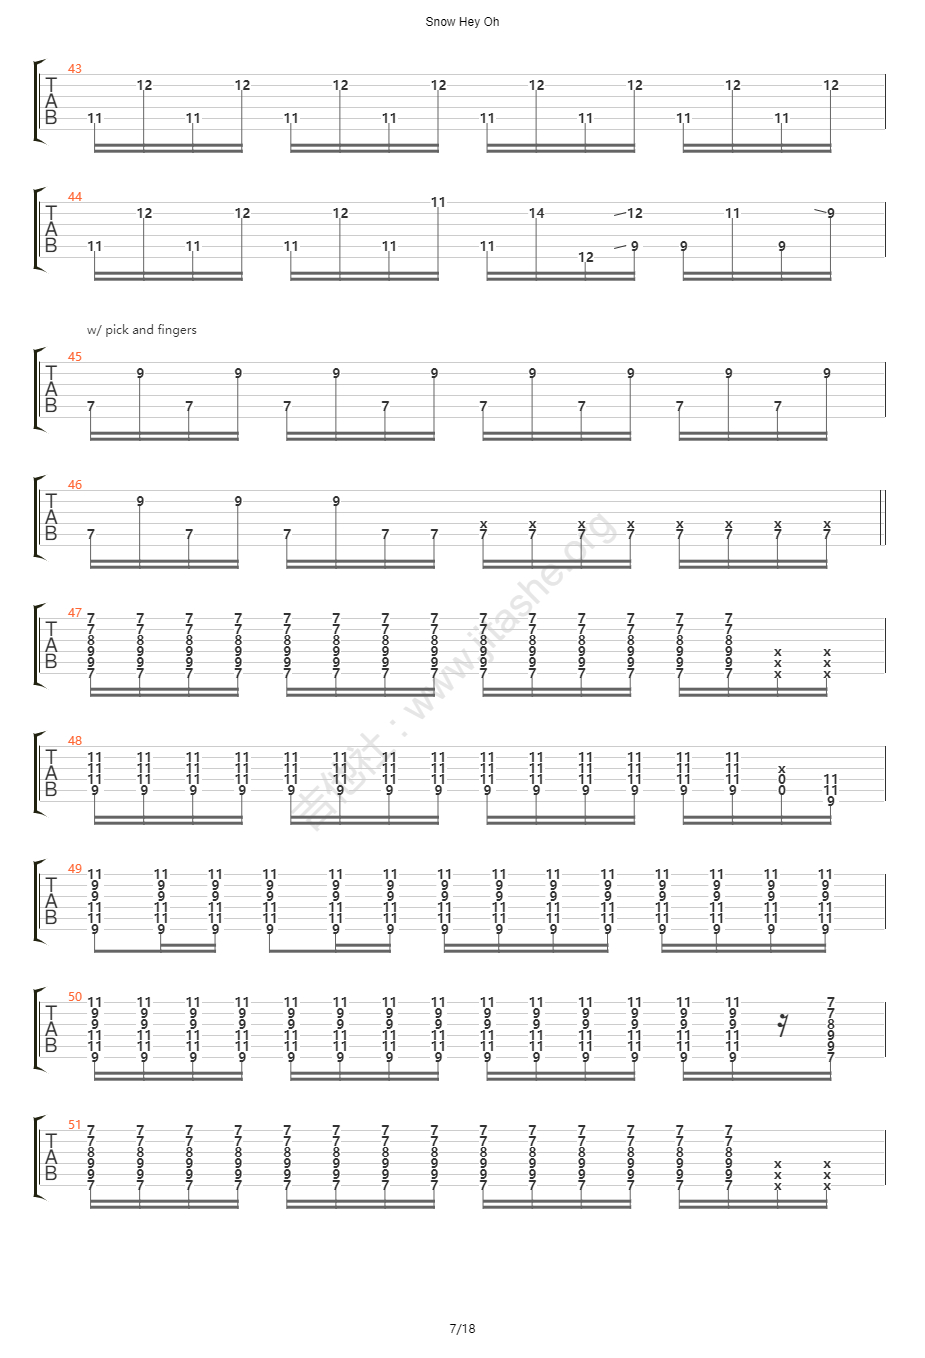 Snow Hey Oh
43
T 12 12 12 12 12 12 12 12
A
B 11 11 11 11 11 11 11 11
44
11
T 12 12 12 14 12 11 9
A
B 11 11 11 11 11 9 9 9
12
w/ pick and fingers
45
T 9 9 9 9 9 9 9 9
A
B 7 7 7 7 7 7 7 7
46
T 9 9 9
A x x x x x x x x
B 7 7 7 7 7 7 7 7 7 7 7 7 7
47
7 7 7 7 7 7 7 7 7 7 7 7 7 7
T 7 7 7 7 7 7 7 7 7 7 7 7 7 7
8 8 8 8 8 8 8 8 8 8 8 8 8 8
A 9 9 9 9 9 9 9 9 9 9 9 9 9 9 x x
B 9 9 9 9 9 9 9 9 9 9 9 9 9 9 x x
7 7 7 7 7 7 7 7 7 7 7 7 7 7 x x
48
T 11 11 11 11 11 11 11 11 11 11 11 11 11 11
11 11 11 11 11 11 11 11 11 11 11 11 11 11 x
A 11 11 11 11 11 11 11 11 11 11 11 11 11 11 0 11
B 9 9 9 9 9 9 9 9 9 9 9 9 9 9 0 11
9
49
11 11 11 11 11 11 11 11 11 11 11 11 11 11
T 9 9 9 9 9 9 9 9 9 9 9 9 9 9
9 9 9 9 9 9 9 9 9 9 9 9 9 9
A 11 11 11 11 11 11 11 11 11 11 11 11 11 11
B 11 11 11 11 11 11 11 11 11 11 11 11 11 11
9 9 9 9 9 9 9 9 9 9 9 9 9 9
50
11 11 11 11 11 11 11 11 11 11 11 11 11 11 7
T 9 9 9 9 9 9 9 9 9 9 9 9 9 9 7
9 9 9 9 9 9 9 9 9 9 9 9 9 9 8
A 11 11 11 11 11 11 11 11 11 11 11 11 11 11 9
B 11 11 11 11 11 11 11 11 11 11 11 11 11 11 9
9 9 9 9 9 9 9 9 9 9 9 9 9 9 7
51
7 7 7 7 7 7 7 7 7 7 7 7 7 7
T 7 7 7 7 7 7 7 7 7 7 7 7 7 7
8 8 8 8 8 8 8 8 8 8 8 8 8 8
A 9 9 9 9 9 9 9 9 9 9 9 9 9 9 x x
B 9 9 9 9 9 9 9 9 9 9 9 9 9 9 x x
7 7 7 7 7 7 7 7 7 7 7 7 7 7 x x
吉他社：www.jitashe.org
7/18